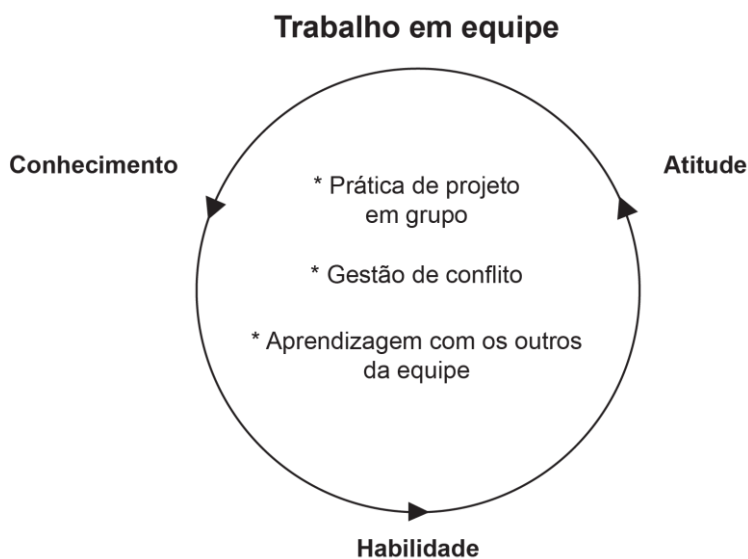 Trabalho em equipe
Conhecimento
Atitude
* Prática de projeto
em grupo
* Gestão de conflito
* Aprendizagem com os outros
da equipe
Habilidade